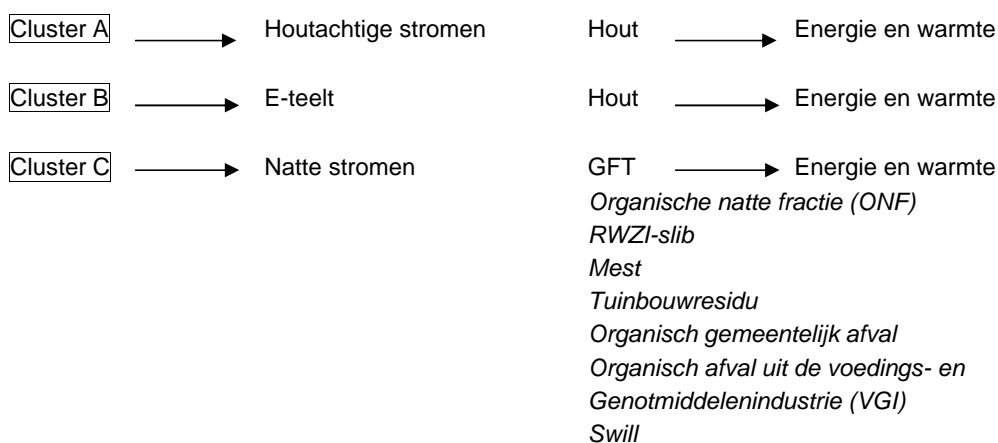 Cluster A Houtachtige stromen Hout Energie en warmte
Cluster B E-teelt Hout Energie en warmte
Cluster C Natte stromen GFT Energie en warmte
Organische natte fractie (ONF)
RWZI-slib
Mest
Tuinbouwresidu
Organisch gemeentelijk afval
Organisch afval uit de voedings- en
Genotmiddelenindustrie (VGI)
Swill